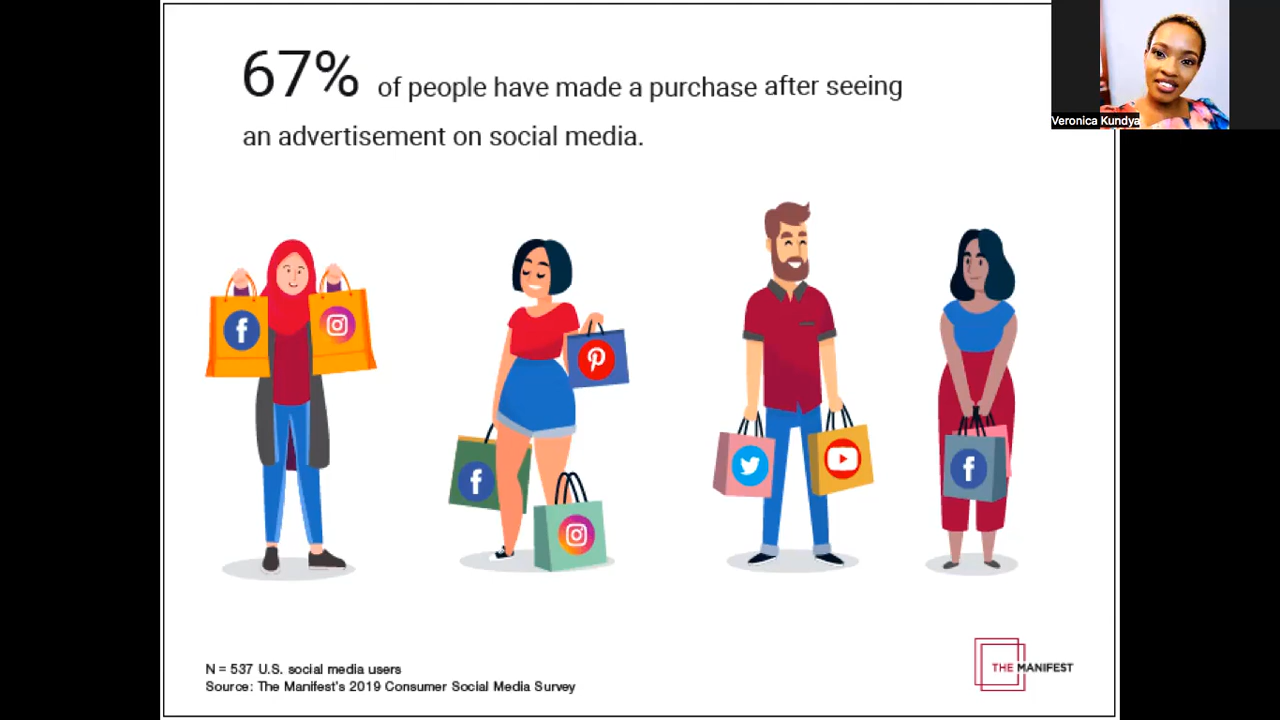 67% of people have made a purchase after seeing
an advertisement on social media.
Veronica Kundya
N = 537 U.S. social media users
Source: The Manifest's 2019 Consumer Social Media Survey
THE MANIFEST